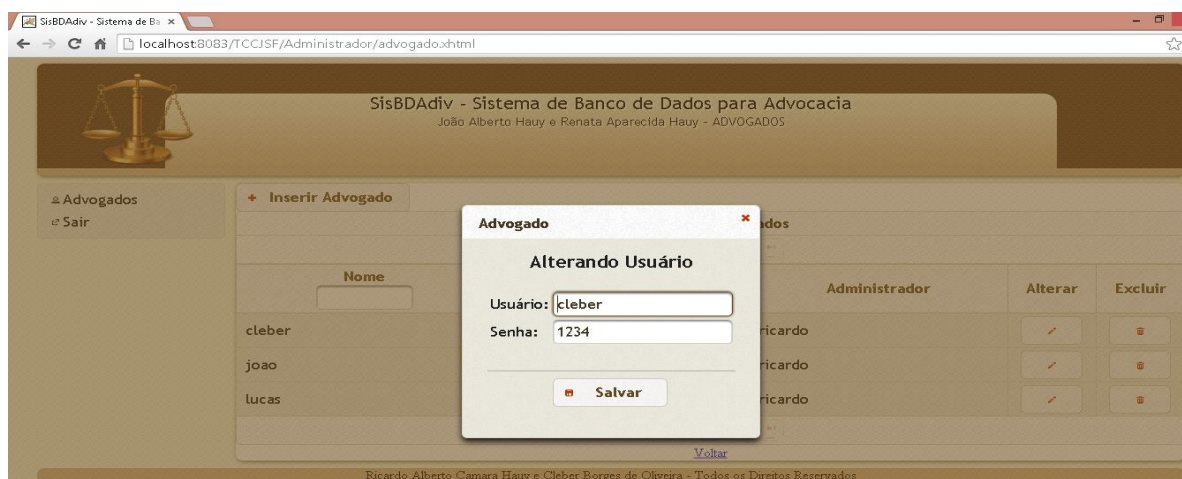 SisBDAdiv - Sistema de Ba
localhost:8083/TCCJSF/Administrador/advogado.xhtml
SisBDAdiv - Sistema de Banco de Dados para Advocacia
João Alberto Hauy e Renata Aparecida Hauy - ADVOGADOS
Advogados
Sair
Inserir Advogado
ados
Nome
Administrador
Alterar
Excluir
cleber
ricardo
joao
ricardo
lucas
ricardo
Advogado
Alterando Usuário
Usuário: cleber
Senha: 1234
Salvar
Voltar
Ricardo Alberto Camara Hauy e Cleber Borges de Oliveira - Todos os Direitos Reservados